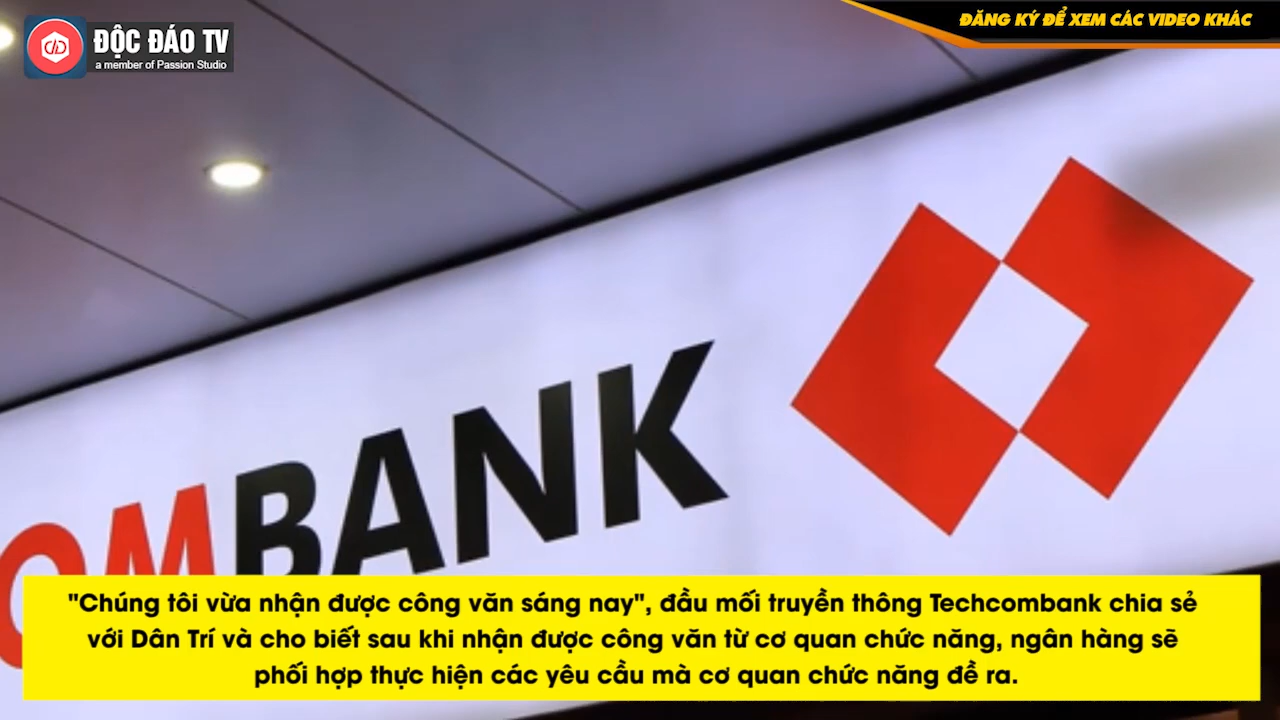 ĐỘC ĐÁO TV
a member of Passion Studio
ĐĂNG KÝ ĐỂ XEM CÁC VIDEO KHÁC
OMBANK
"Chúng tôi vừa nhận được công văn sáng nay", đầu mối truyền thông Techcombank chia sẻ
với Dân Trí và cho biết sau khi nhận được công văn từ cơ quan chức năng, ngân hàng sẽ
phối hợp thực hiện các yêu cầu mà cơ quan chức năng đề ra.